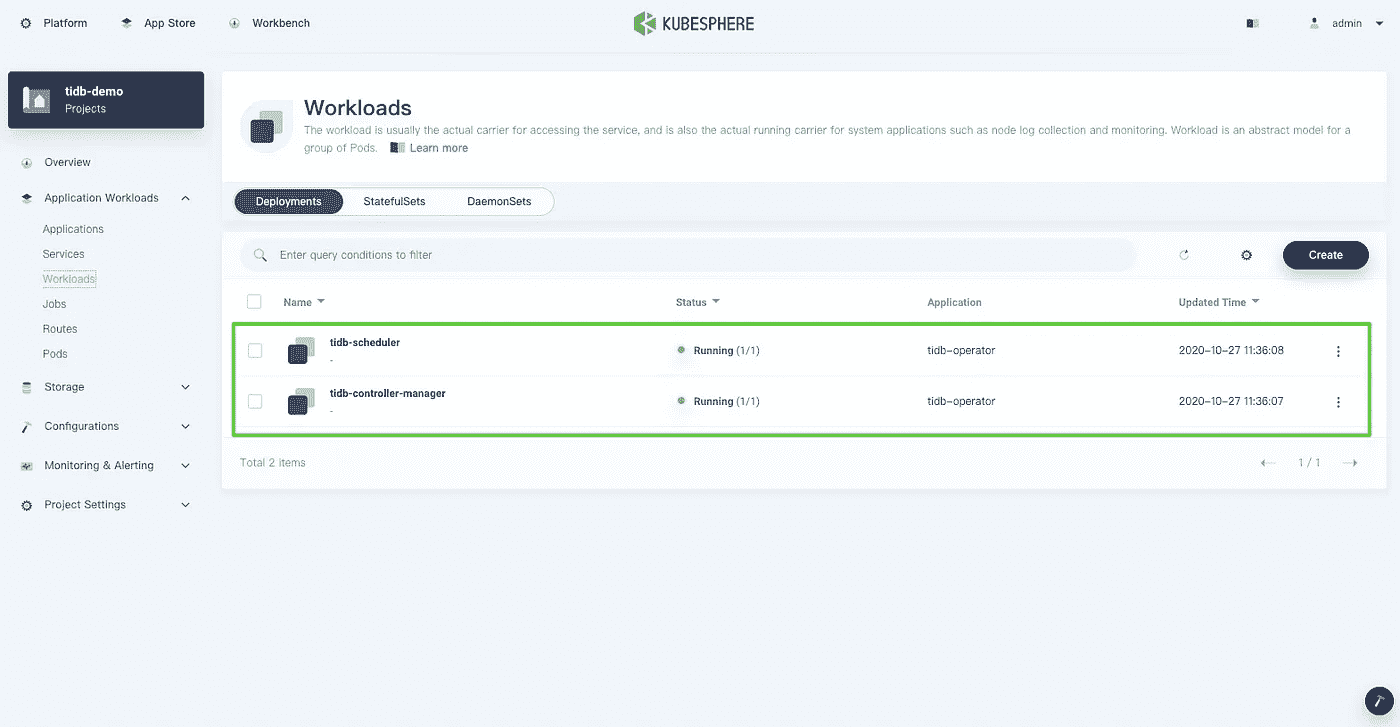 Platform
App Store
Workbench
KUBESPHERE
admin
tidb-demo
Projects
Overview
Application Workloads
Applications
Services
Workloads
Jobs
Routes
Pods
Storage
Configurations
Monitoring & Alerting
Project Settings
Workloads
The workload is usually the actual carrier for accessing the service, and is also the actual running carrier for system applications such as node log collection and monitoring. Workload is an abstract model for a
group of Pods. Learn more
Deployments StatefulSets DaemonSets
Enter query conditions to filter
Create
Name Status Application Updated Time
tidb-scheduler
-
Running (1/1) tidb-operator 2020-10-27 11:36:08
tidb-controller-manager
-
Running (1/1) tidb-operator 2020-10-27 11:36:07
Total 2 items
1 / 1